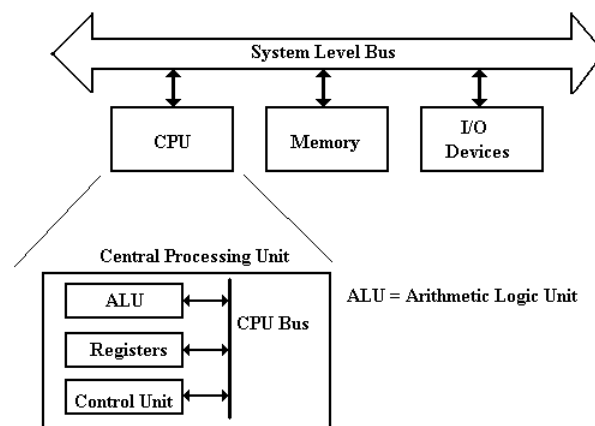 System Level Bus
CPU
Memory
I/O
Devices
Central Processing Unit
ALU
CPU Bus
Registers
Control Unit
ALU = Arithmetic Logic Unit